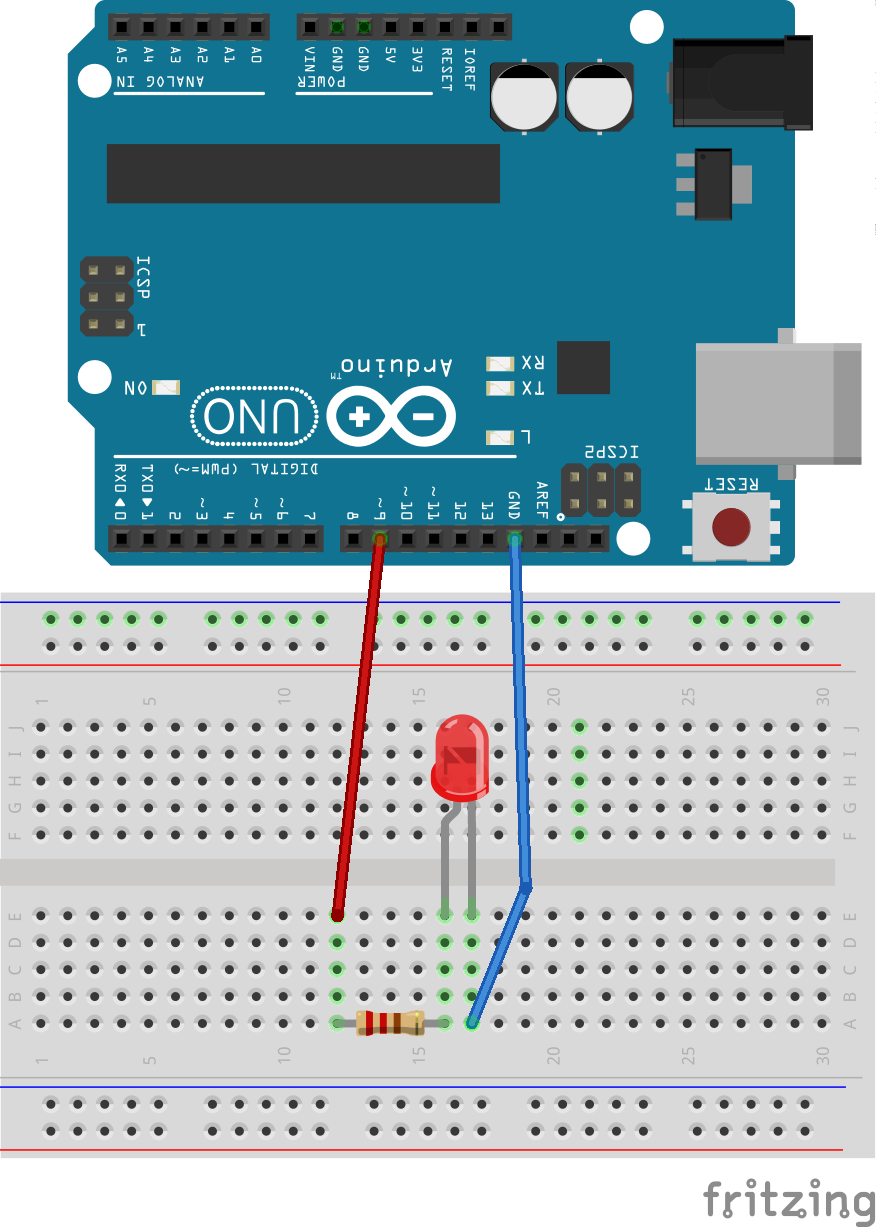 A5 A4 A3 A2 A1 A0 VIN GND GND 5V 3V3 RESET IOREF
ANALOG IN POWER
ICSP
1
Arduino™
RX
TX
ON
UNO
L
DIGITAL (PWM=~)
ICSP2
RESET
RX0◄0 TX0►1 2 ~3 4 ~5 ~6 7 8 ~9 ~10 ~11 12 13 GND AREF
1 5 10 15 20 25 30
J J
I I
H H
G G
F F
E E
D D
C C
B B
A A
1 5 10 15 20 25 30
fritzing